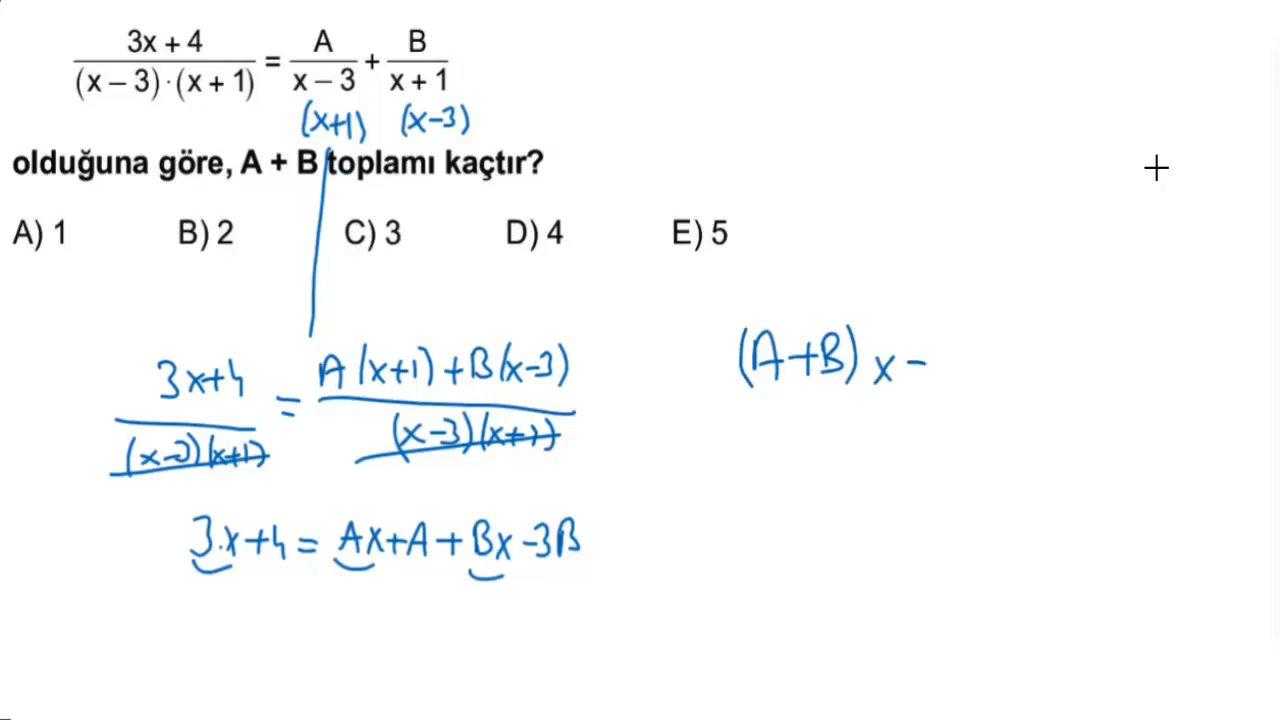 3x + 4 / (x – 3) · (x + 1) = A / x – 3 + B / x + 1
(x+1) (x-3)
olduğuna göre, A + B toplamı kaçtır?
A) 1 B) 2 C) 3 D) 4 E) 5
3x+4 / (x-3)(x+1) = A(x+1)+B(x-3) / (x-3)(x+1)
(A+B)x -
3.x+4 = Ax+A+Bx-3B